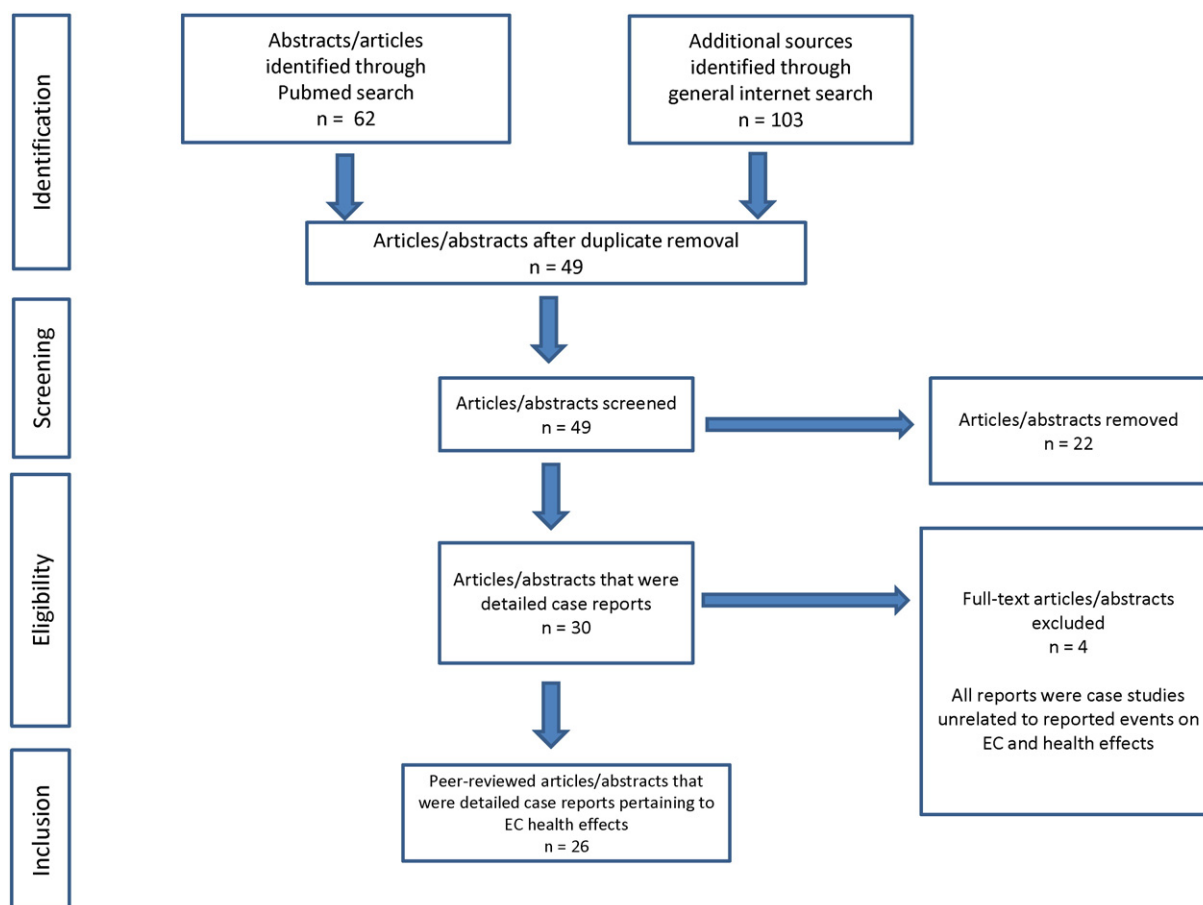 Identification
Abstracts/articles
identified through
Pubmed search
n = 62
Additional sources
identified through
general internet search
n = 103
Articles/abstracts after duplicate removal
n = 49
Screening
Articles/abstracts screened
n = 49
Articles/abstracts removed
n = 22
Eligibility
Articles/abstracts that were
detailed case reports
n = 30
Full-text articles/abstracts
excluded
n = 4
All reports were case studies
unrelated to reported events on
EC and health effects
Inclusion
Peer-reviewed articles/abstracts that
were detailed case reports pertaining to
EC health effects
n = 26